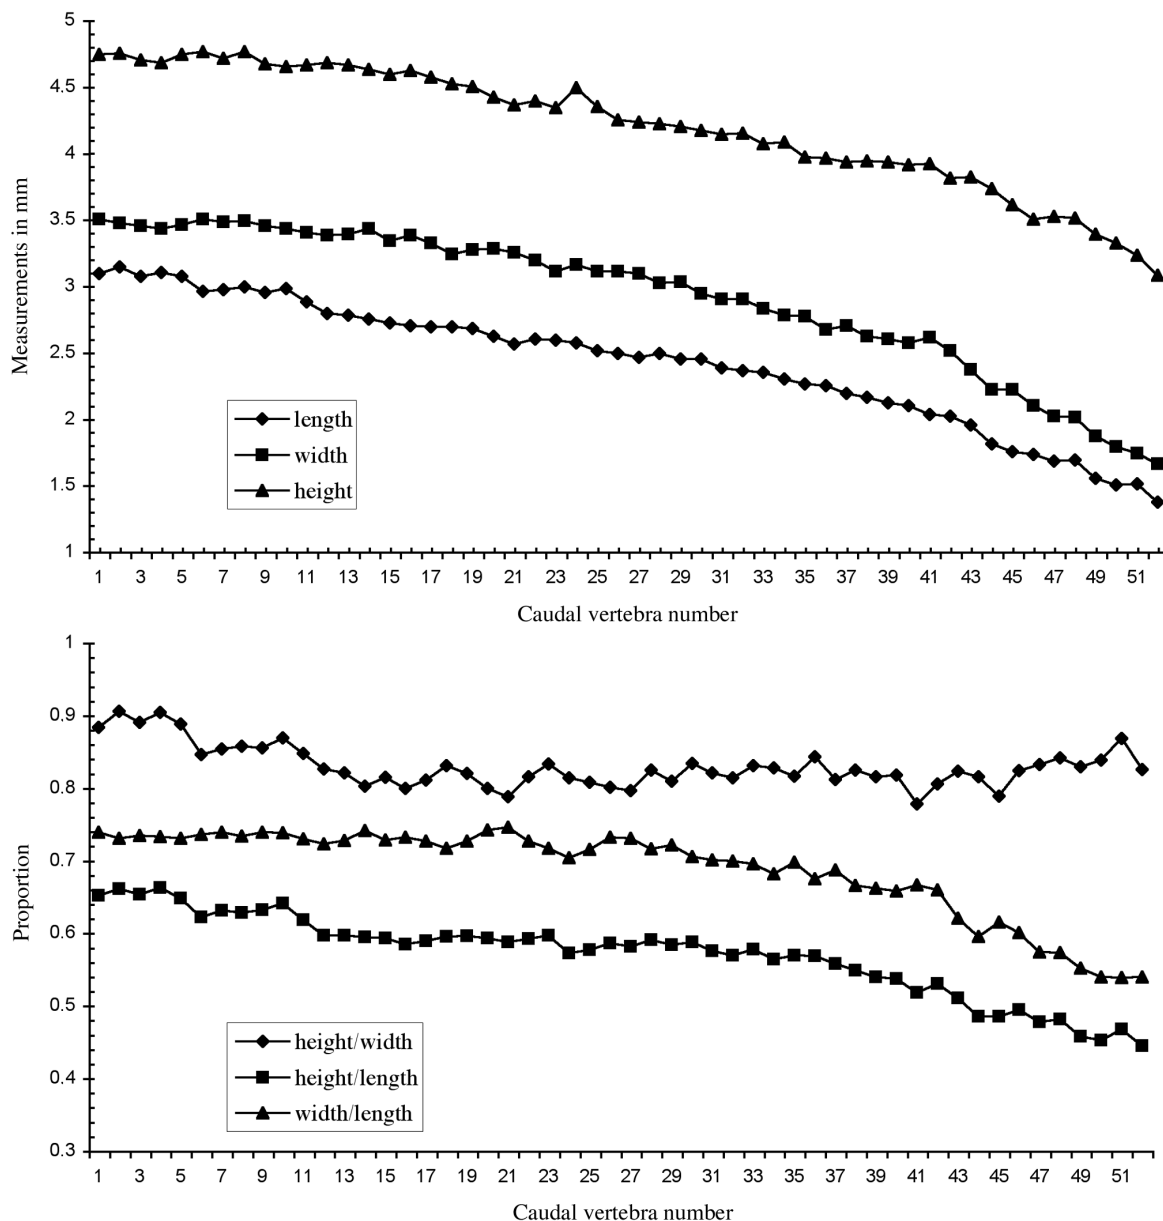 5
4.5
4
3.5
3
2.5
2
1.5
1
Measurements in mm
length
width
height
1 3 5 7 9 11 13 15 17 19 21 23 25 27 29 31 33 35 37 39 41 43 45 47 49 51
Caudal vertebra number
1
0.9
0.8
0.7
0.6
0.5
0.4
0.3
Proportion
height/width
height/length
width/length
1 3 5 7 9 11 13 15 17 19 21 23 25 27 29 31 33 35 37 39 41 43 45 47 49 51
Caudal vertebra number